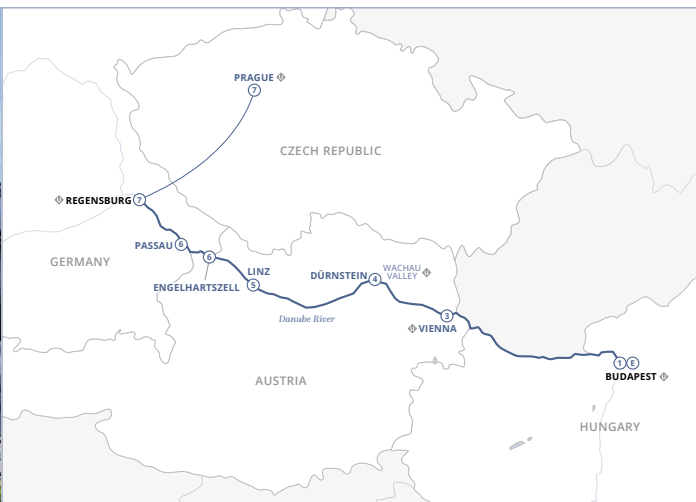 PRAGUE
7
CZECH REPUBLIC
REGENSBURG 7
PASSAU 6
6
GERMANY
ENGELHARTSZELL
LINZ
5
DÜRNSTEIN 4
WACHAU
VALLEY
Danube River
3
VIENNA
1 E
BUDAPEST
AUSTRIA
HUNGARY